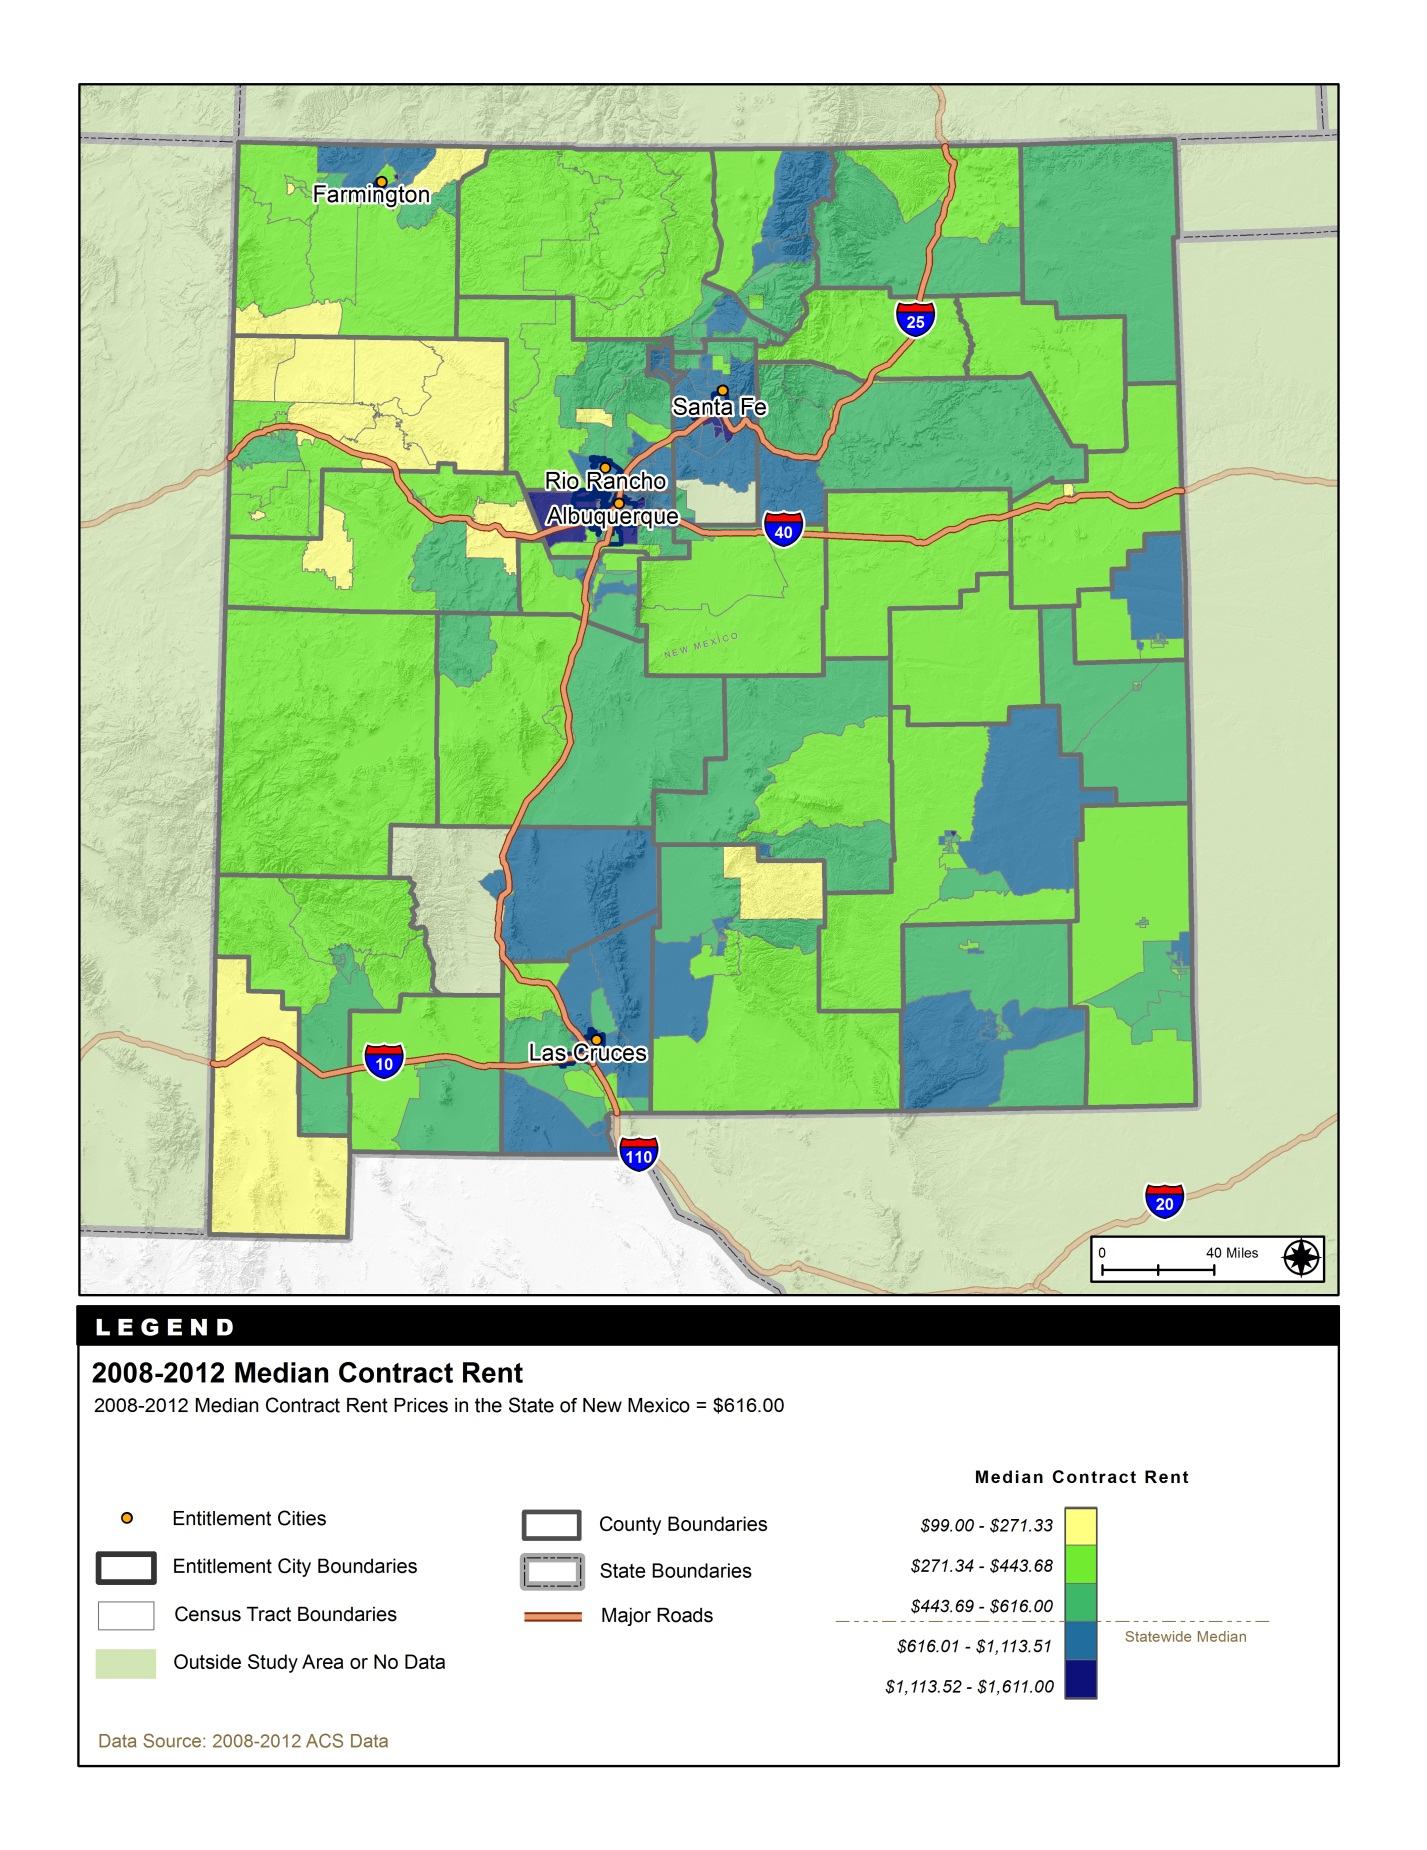 Farmington
25
Santa Fe
Rio Rancho
Albuquerque
40
NEW MEXICO
Las Cruces
10
110
20
0 40 Miles
LEGEND
2008-2012 Median Contract Rent
2008-2012 Median Contract Rent Prices in the State of New Mexico = $616.00
Median Contract Rent
Entitlement Cities
County Boundaries
$99.00 - $271.33
Entitlement City Boundaries
State Boundaries
$271.34 - $443.68
Census Tract Boundaries
Major Roads
$443.69 - $616.00
Statewide Median
Outside Study Area or No Data
$616.01 - $1,113.51
$1,113.52 - $1,611.00
Data Source: 2008-2012 ACS Data